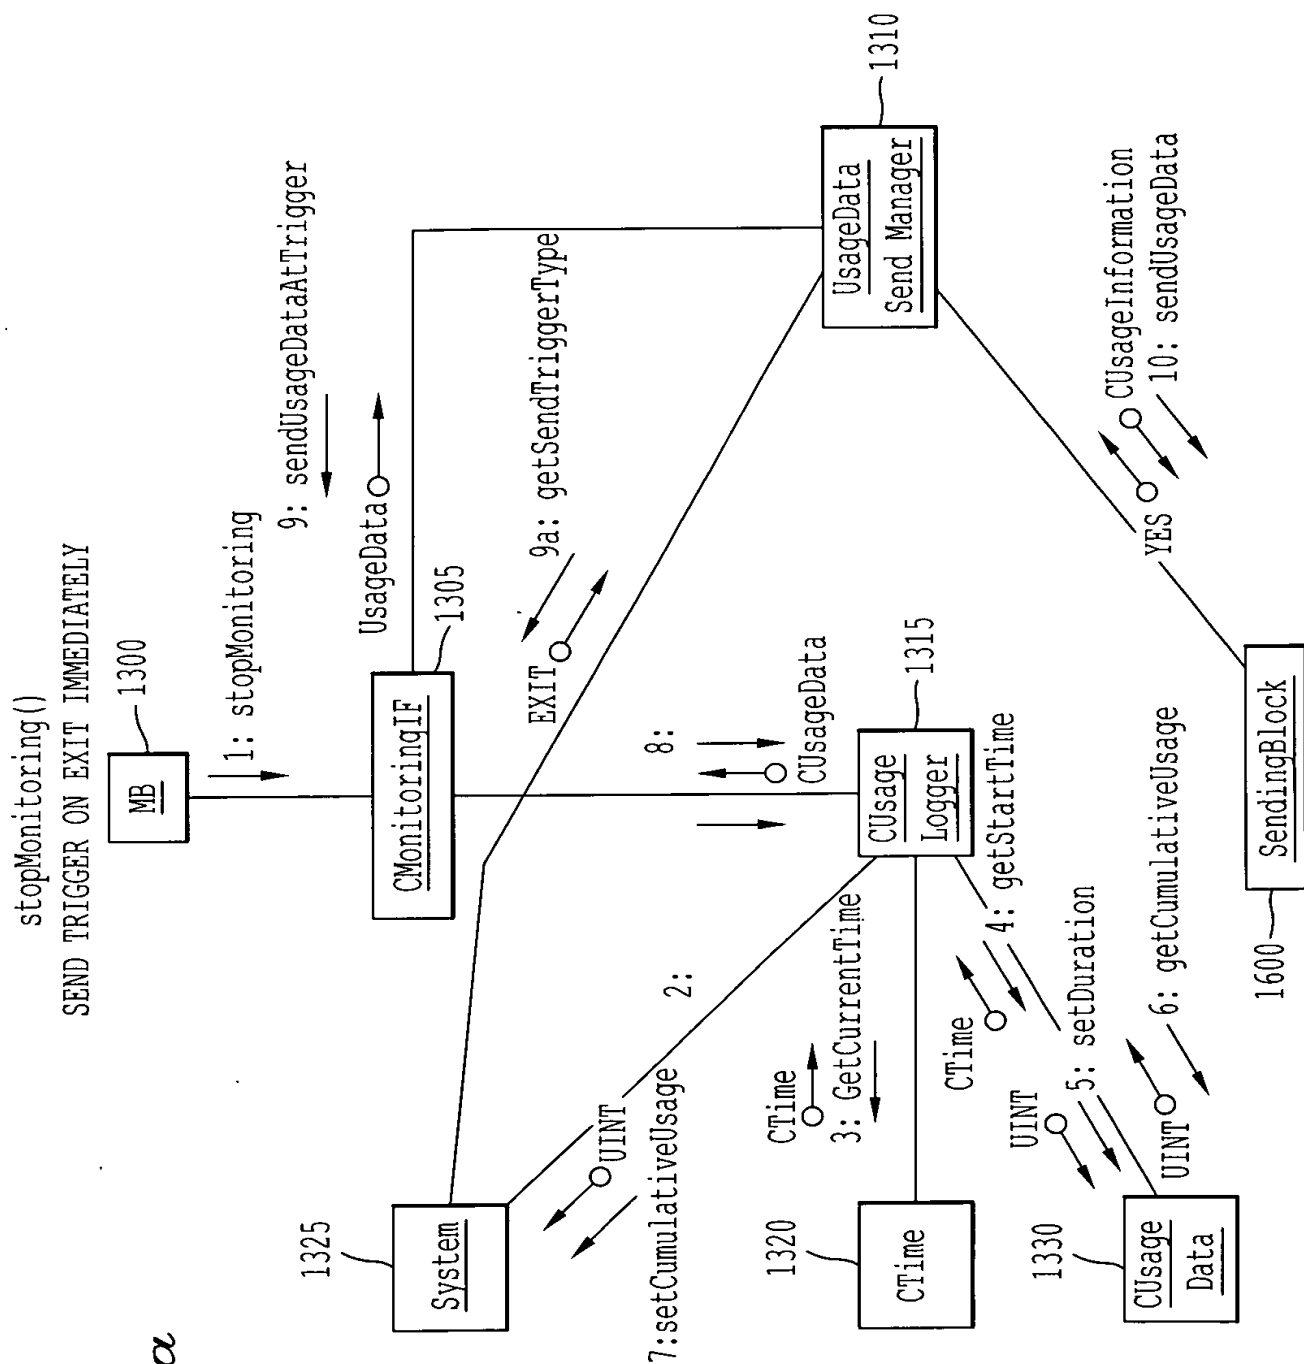 stopMonitoring()
SEND TRIGGER ON EXIT IMMEDIATELY
1300
MB
1: stopMonitoring
9: sendUsageDataAtTrigger
UsageData
1305
CMonitoringIF
9a: getSendTriggerType
EXIT
1310
UsageData
Send Manager
8:
CUsageData
1315
CUsage
Logger
CUsageInformation
10: sendUsageData
YES
SendingBlock
1600
1325
System
2:
UINT
7:setCumulativeUsage
CTime
3: GetCurrentTime
1320
CTime
4: getStartTime
CTime
5: setDuration
UINT
6: getCumulativeUsage
UINT
1330
CUsage
Data
a